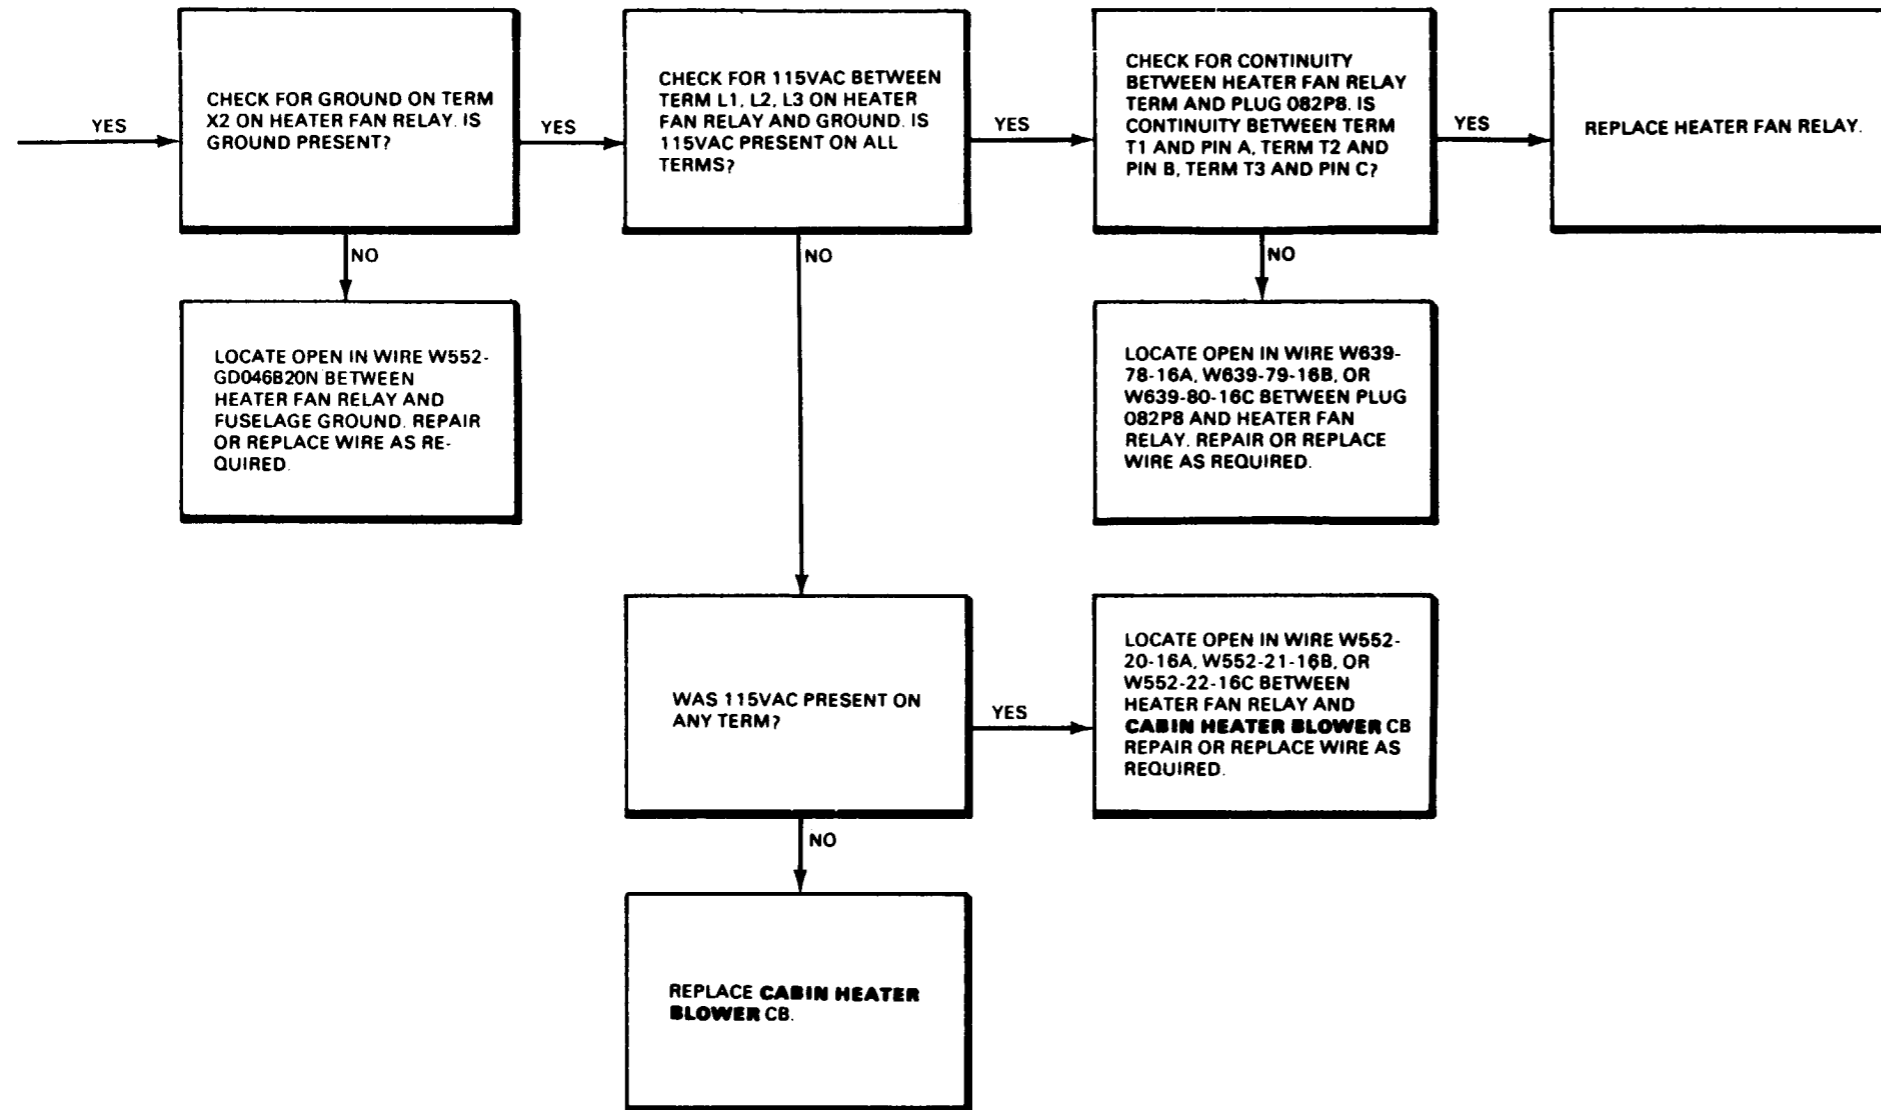 YES
CHECK FOR GROUND ON TERM
X2 ON HEATER FAN RELAY. IS
GROUND PRESENT?
YES
CHECK FOR 115VAC BETWEEN
TERM L1, L2, L3 ON HEATER
FAN RELAY AND GROUND. IS
115VAC PRESENT ON ALL
TERMS?
YES
CHECK FOR CONTINUITY
BETWEEN HEATER FAN RELAY
TERM AND PLUG 082P8. IS
CONTINUITY BETWEEN TERM
T1 AND PIN A, TERM T2 AND
PIN B, TERM T3 AND PIN C?
YES
REPLACE HEATER FAN RELAY.
NO
NO
NO
LOCATE OPEN IN WIRE W552-
GD046B20N BETWEEN
HEATER FAN RELAY AND
FUSELAGE GROUND. REPAIR
OR REPLACE WIRE AS RE-
QUIRED.
LOCATE OPEN IN WIRE W639-
78-16A, W639-79-16B, OR
W639-80-16C BETWEEN PLUG
082P8 AND HEATER FAN
RELAY. REPAIR OR REPLACE
WIRE AS REQUIRED.
WAS 115VAC PRESENT ON
ANY TERM?
YES
LOCATE OPEN IN WIRE W552-
20-16A, W552-21-16B, OR
W552-22-16C BETWEEN
HEATER FAN RELAY AND
CABIN HEATER BLOWER CB
REPAIR OR REPLACE WIRE AS
REQUIRED.
NO
REPLACE CABIN HEATER
BLOWER CB.